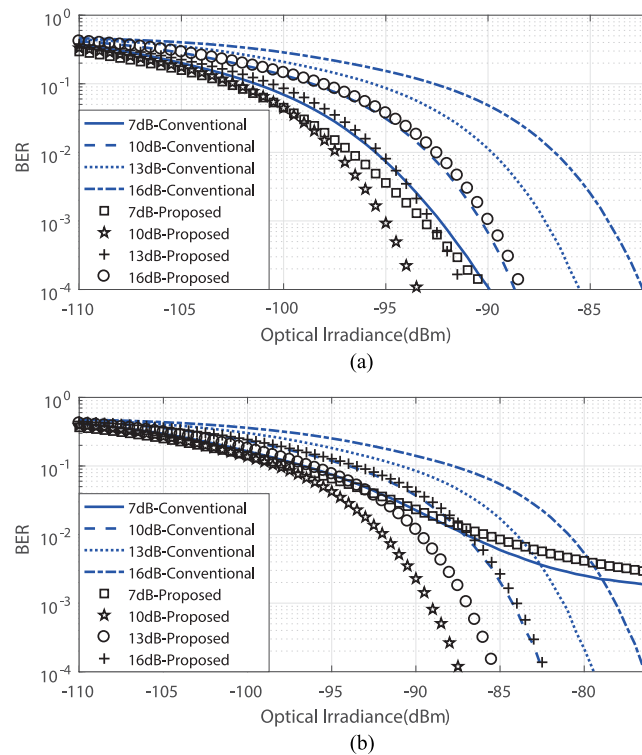 10^0
10^-1
10^-2
10^-3
10^-4
BER
7dB-Conventional
10dB-Conventional
13dB-Conventional
16dB-Conventional
7dB-Proposed
10dB-Proposed
13dB-Proposed
16dB-Proposed
-110 -105 -100 -95 -90 -85
Optical Irradiance(dBm)
(a)
10^0
10^-1
10^-2
10^-3
10^-4
BER
7dB-Conventional
10dB-Conventional
13dB-Conventional
16dB-Conventional
7dB-Proposed
10dB-Proposed
13dB-Proposed
16dB-Proposed
-110 -105 -100 -95 -90 -85 -80
Optical Irradiance(dBm)
(b)